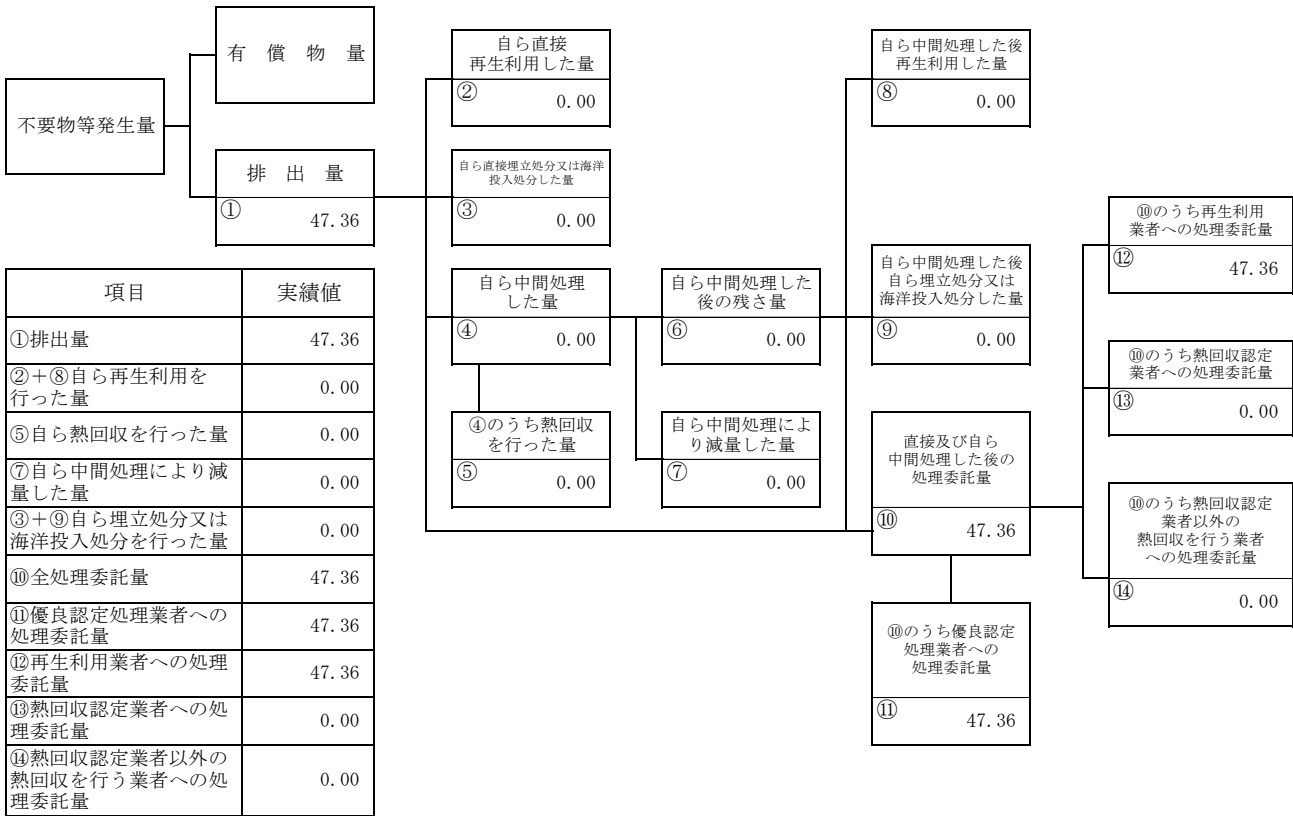 不要物等発生量
有 償 物 量
排 出 量
① 47.36
自ら直接
再生利用した量
② 0.00
自ら直接埋立処分又は海洋
投入処分した量
③ 0.00
自ら中間処理
した量
④ 0.00
④のうち熱回収
を行った量
⑤ 0.00
自ら中間処理した
後の残さ量
⑥ 0.00
自ら中間処理によ
り減量した量
⑦ 0.00
自ら中間処理した後
再生利用した量
⑧ 0.00
自ら中間処理した後
自ら埋立処分又は
海洋投入処分した量
⑨ 0.00
直接及び自ら
中間処理した後の
処理委託量
⑩ 47.36
⑩のうち優良認定
処理業者への
処理委託量
⑪ 47.36
⑩のうち再生利用
業者への処理委託量
⑫ 47.36
⑩のうち熱回収認定
業者への処理委託量
⑬ 0.00
⑩のうち熱回収認定
業者以外の
熱回収を行う業者
への処理委託量
⑭ 0.00
項目 実績値
①排出量 47.36
②+⑧自ら再生利用を
行った量 0.00
⑤自ら熱回収を行った量 0.00
⑦自ら中間処理により減
量した量 0.00
③+⑨自ら埋立処分又は
海洋投入処分を行った量 0.00
⑩全処理委託量 47.36
⑪優良認定処理業者への
処理委託量 47.36
⑫再生利用業者への処理
委託量 47.36
⑬熱回収認定業者への処
理委託量 0.00
⑭熱回収認定業者以外の
熱回収を行う業者への処
理委託量 0.00